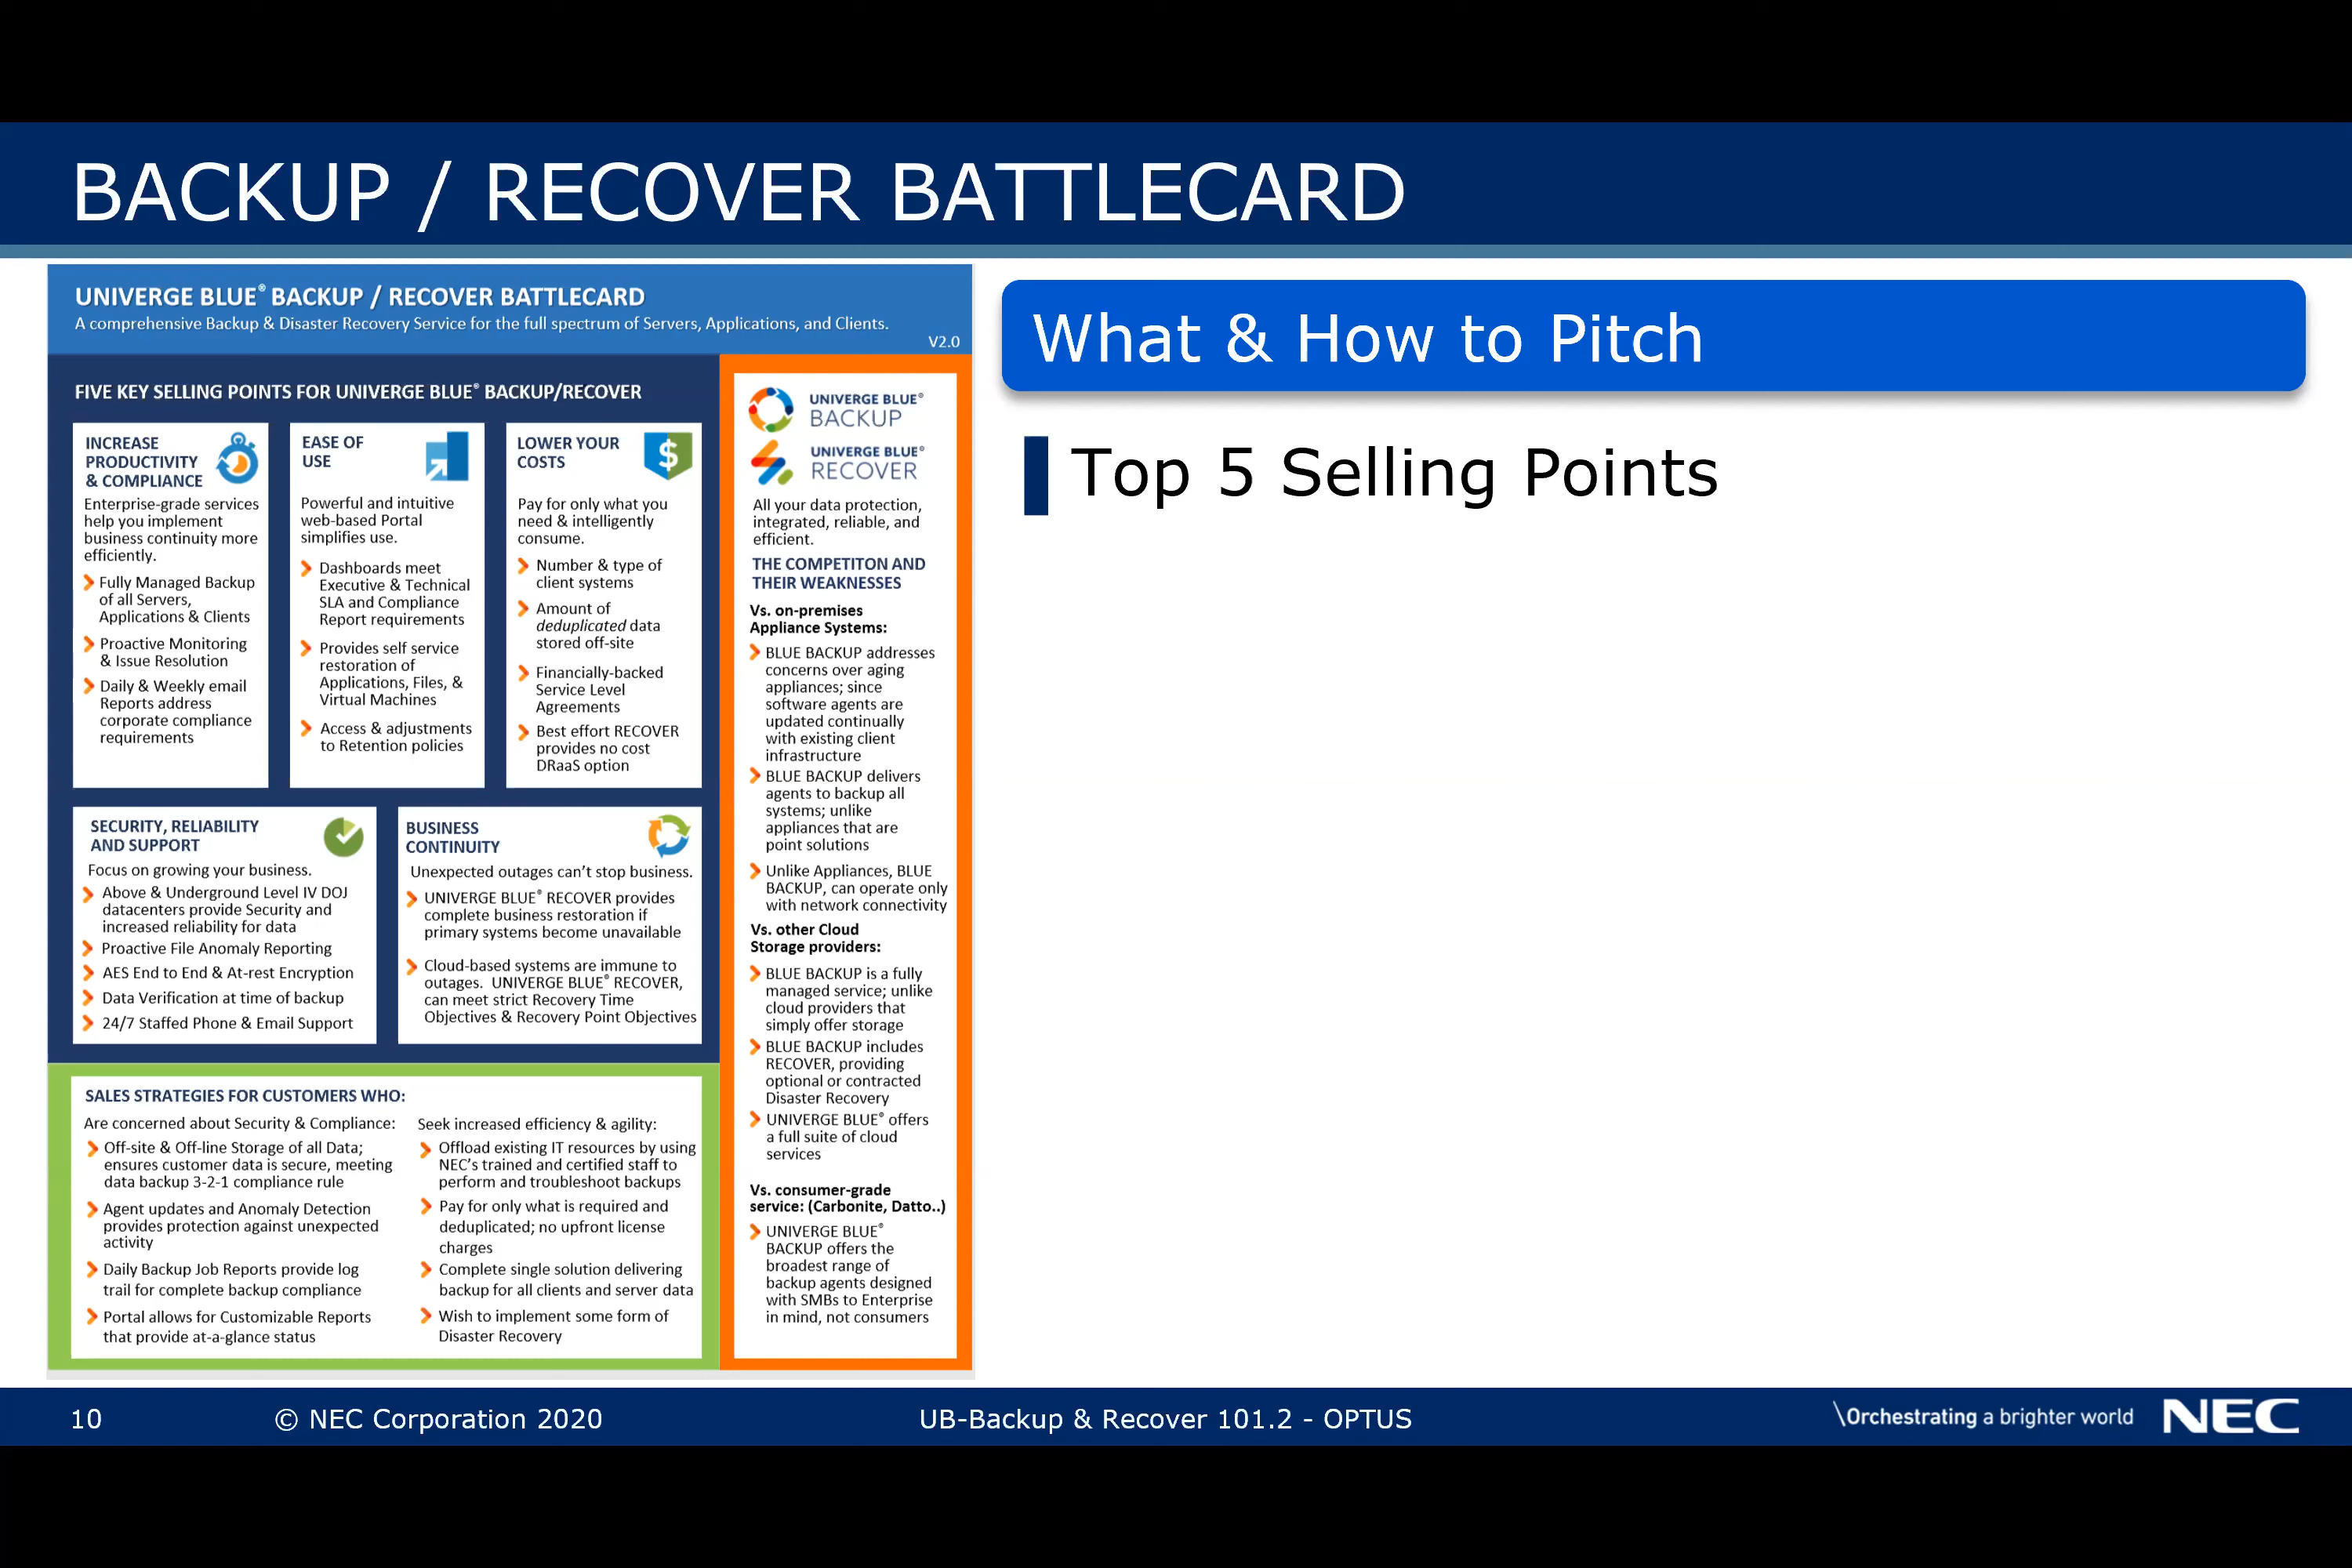 BACKUP / RECOVER BATTLECARD
UNIVERGE BLUE® BACKUP / RECOVER BATTLECARD
A comprehensive Backup & Disaster Recovery Service for the full spectrum of Servers, Applications, and Clients.
V2.0
FIVE KEY SELLING POINTS FOR UNIVERGE BLUE® BACKUP/RECOVER
INCREASE
PRODUCTIVITY
& COMPLIANCE
Enterprise-grade services
help you implement
business continuity more
efficiently.
Fully Managed Backup
of all Servers,
Applications & Clients
Proactive Monitoring
& Issue Resolution
Daily & Weekly email
Reports address
corporate compliance
requirements
EASE OF
USE
Powerful and intuitive
web-based Portal
simplifies use.
Dashboards meet
Executive & Technical
SLA and Compliance
Report requirements
Provides self service
restoration of
Applications, Files, &
Virtual Machines
Access & adjustments
to Retention policies
LOWER YOUR
COSTS
$
Pay for only what you
need & intelligently
consume.
Number & type of
client systems
Amount of
deduplicated data
stored off-site
Financially-backed
Service Level
Agreements
Best effort RECOVER
provides no cost
DRaaS option
SECURITY, RELIABILITY
AND SUPPORT
Focus on growing your business.
Above & Underground Level IV DOJ
datacenters provide Security and
increased reliability for data
Proactive File Anomaly Reporting
AES End to End & At-rest Encryption
Data Verification at time of backup
24/7 Staffed Phone & Email Support
BUSINESS
CONTINUITY
Unexpected outages can't stop business.
UNIVERGE BLUE® RECOVER provides
complete business restoration if
primary systems become unavailable
Cloud-based systems are immune to
outages. UNIVERGE BLUE® RECOVER,
can meet strict Recovery Time
Objectives & Recovery Point Objectives
SALES STRATEGIES FOR CUSTOMERS WHO:
Are concerned about Security & Compliance:
Off-site & Off-line Storage of all Data;
ensures customer data is secure, meeting
data backup 3-2-1 compliance rule
Agent updates and Anomaly Detection
provides protection against unexpected
activity
Daily Backup Job Reports provide log
trail for complete backup compliance
Portal allows for Customizable Reports
that provide at-a-glance status
Seek increased efficiency & agility:
Offload existing IT resources by using
NEC's trained and certified staff to
perform and troubleshoot backups
Pay for only what is required and
deduplicated; no upfront license
charges
Complete single solution delivering
backup for all clients and server data
Wish to implement some form of
Disaster Recovery
UNIVERGE BLUE®
BACKUP
UNIVERGE BLUE®
RECOVER
All your data protection,
integrated, reliable, and
efficient.
THE COMPETITON AND
THEIR WEAKNESSES
Vs. on-premises
Appliance Systems:
BLUE BACKUP addresses
concerns over aging
appliances; since
software agents are
updated continually
with existing client
infrastructure
BLUE BACKUP delivers
agents to backup all
systems; unlike
appliances that are
point solutions
Unlike Appliances, BLUE
BACKUP, can operate only
with network connectivity
Vs. other Cloud
Storage providers:
BLUE BACKUP is a fully
managed service; unlike
cloud providers that
simply offer storage
BLUE BACKUP includes
RECOVER, providing
optional or contracted
Disaster Recovery
UNIVERGE BLUE® offers
a full suite of cloud
services
Vs. consumer-grade
service: (Carbonite, Datto..)
UNIVERGE BLUE®
BACKUP offers the
broadest range of
backup agents designed
with SMBs to Enterprise
in mind, not consumers
What & How to Pitch
Top 5 Selling Points
10
© NEC Corporation 2020
UB-Backup & Recover 101.2 - OPTUS
\Orchestrating a brighter world
NEC